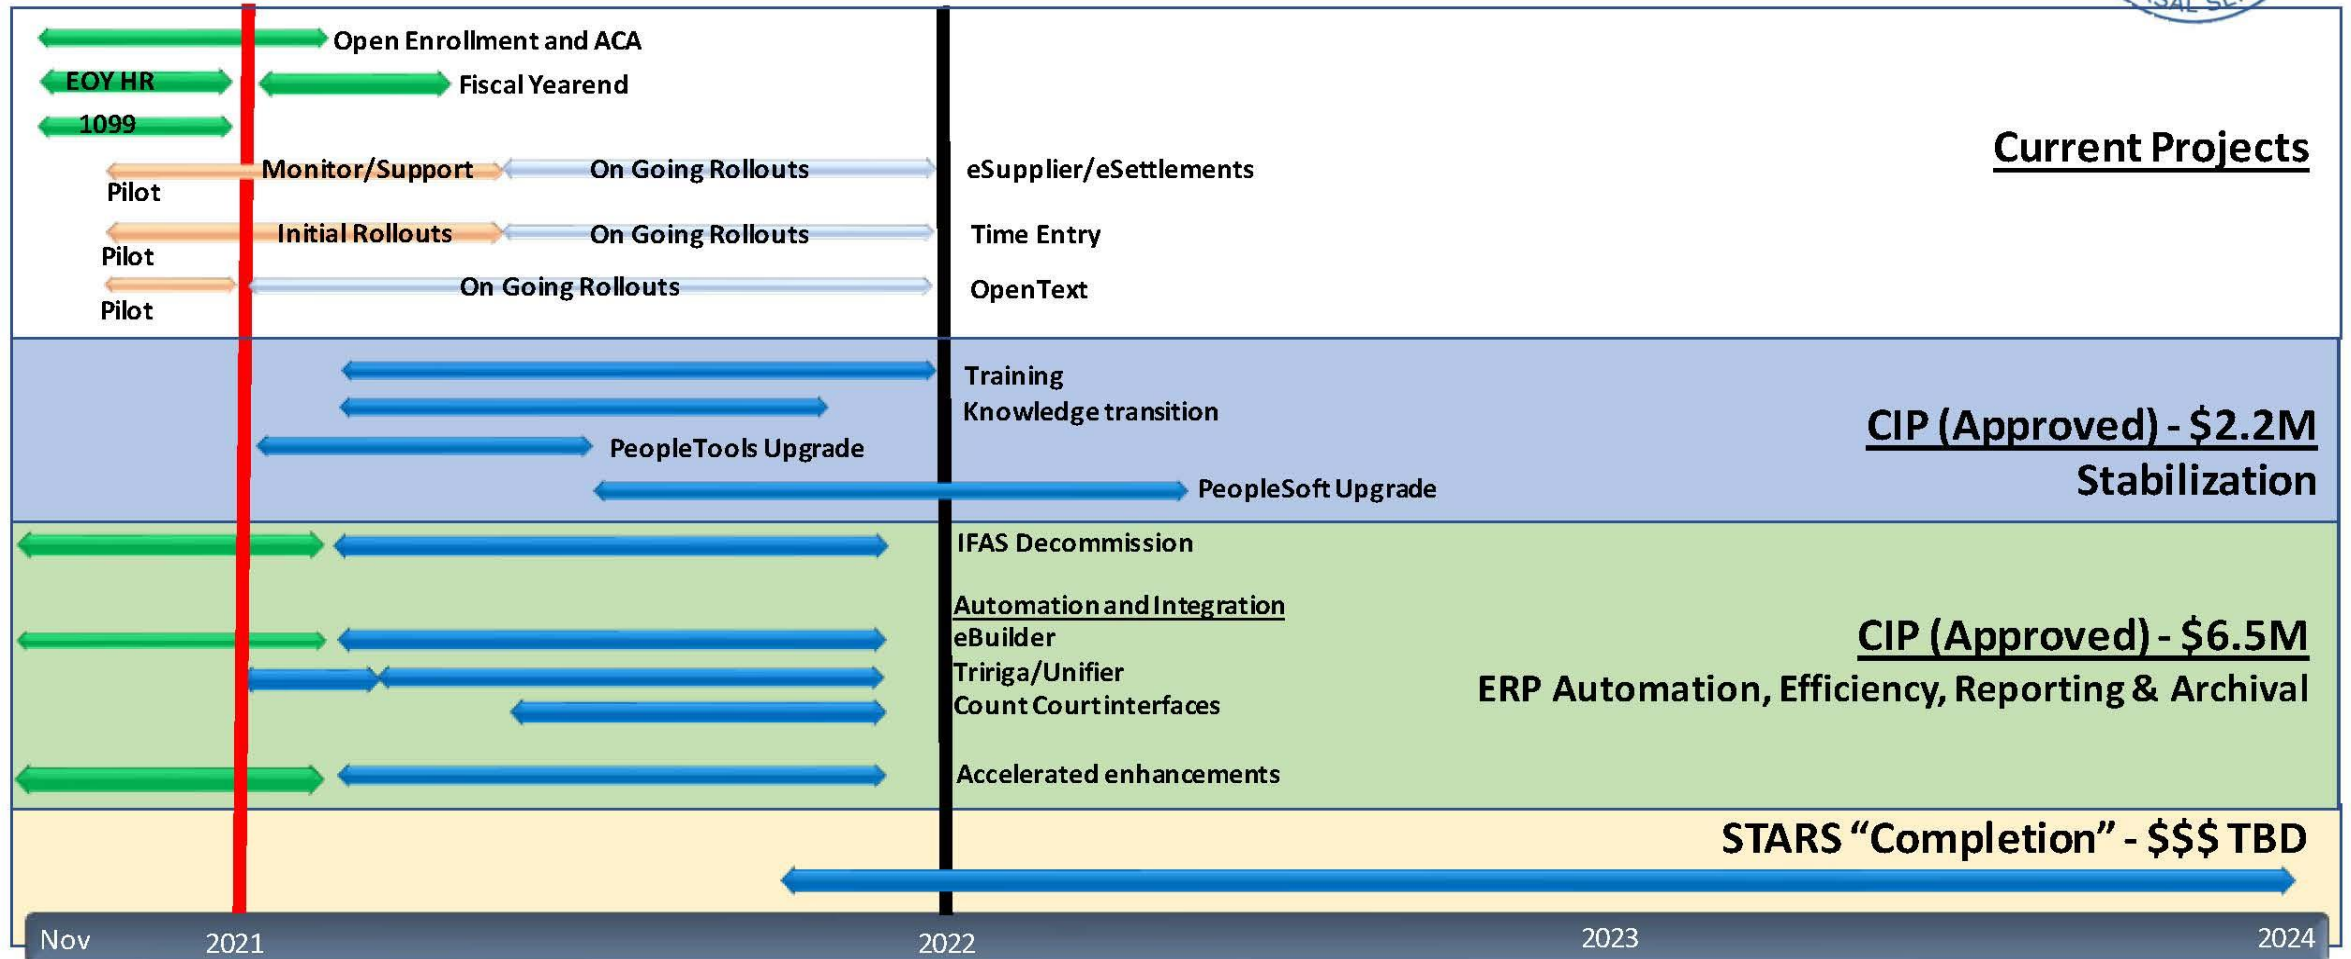 SAL SE
Open Enrollment and ACA
EOY HR
Fiscal Yearend
1099
Current Projects
Monitor/Support
On Going Rollouts
eSupplier/eSettlements
Pilot
Initial Rollouts
On Going Rollouts
Time Entry
Pilot
On Going Rollouts
OpenText
Pilot
Training
Knowledge transition
CIP (Approved) - $2.2M
PeopleTools Upgrade
Stabilization
PeopleSoft Upgrade
IFAS Decommission
Automation and Integration
eBuilder
CIP (Approved) - $6.5M
Tririga/Unifier
ERP Automation, Efficiency, Reporting & Archival
Count Court interfaces
Accelerated enhancements
STARS “Completion” - $$$ TBD
Nov
2021
2022
2023
2024